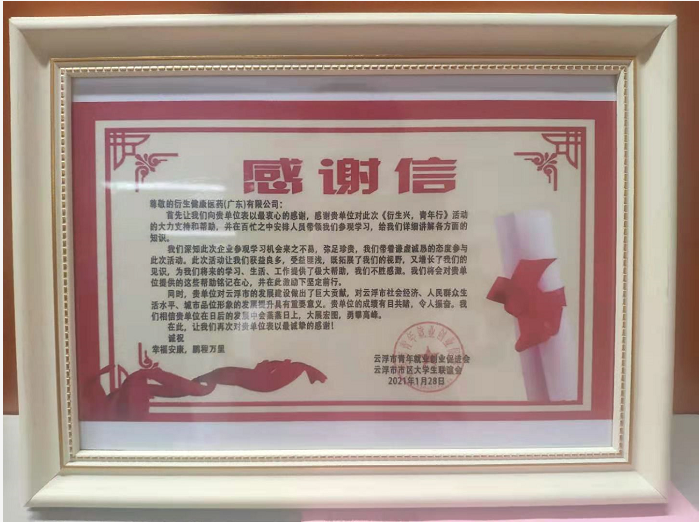 感谢信
尊敬的衍生健康医药(广东)有限公司：
首先让我们向贵单位表以最衷心的感谢，感谢贵单位对此次《衍生兴，青年行》活动
的大力支持和帮助，并在百忙之中安排人员带领我们参观学习，给我们详细讲解各方面的
知识。
我们深知此次企业参观学习机会来之不易，弥足珍贵，我们带着谦虚诚恳的态度参与
此次活动。此次活动让我们获益良多，受益匪浅，既拓展了我们的视野，又增长了我们的
见识，为我们将来的学习、生活、工作提供了极大帮助，我们不胜感激。我们将会对贵单
位提供的这些帮助铭记在心，并在此激励下坚定前行。
同时，贵单位对云浮市的发展建设做出了巨大贡献，对云浮市社会经济、人民群众生
活水平、城市品位形象的发展提升具有重要意义。贵单位的成绩有目共睹，令人振奋。我
们相信贵单位在日后的发展中会蒸蒸日上，大展宏图，勇攀高峰。
在此，让我们再次对贵单位表以最诚挚的感谢！
诚祝
幸福安康，鹏程万里
云浮市青年就业创业促进会
云浮市市区大学生联谊会
2021年1月28日